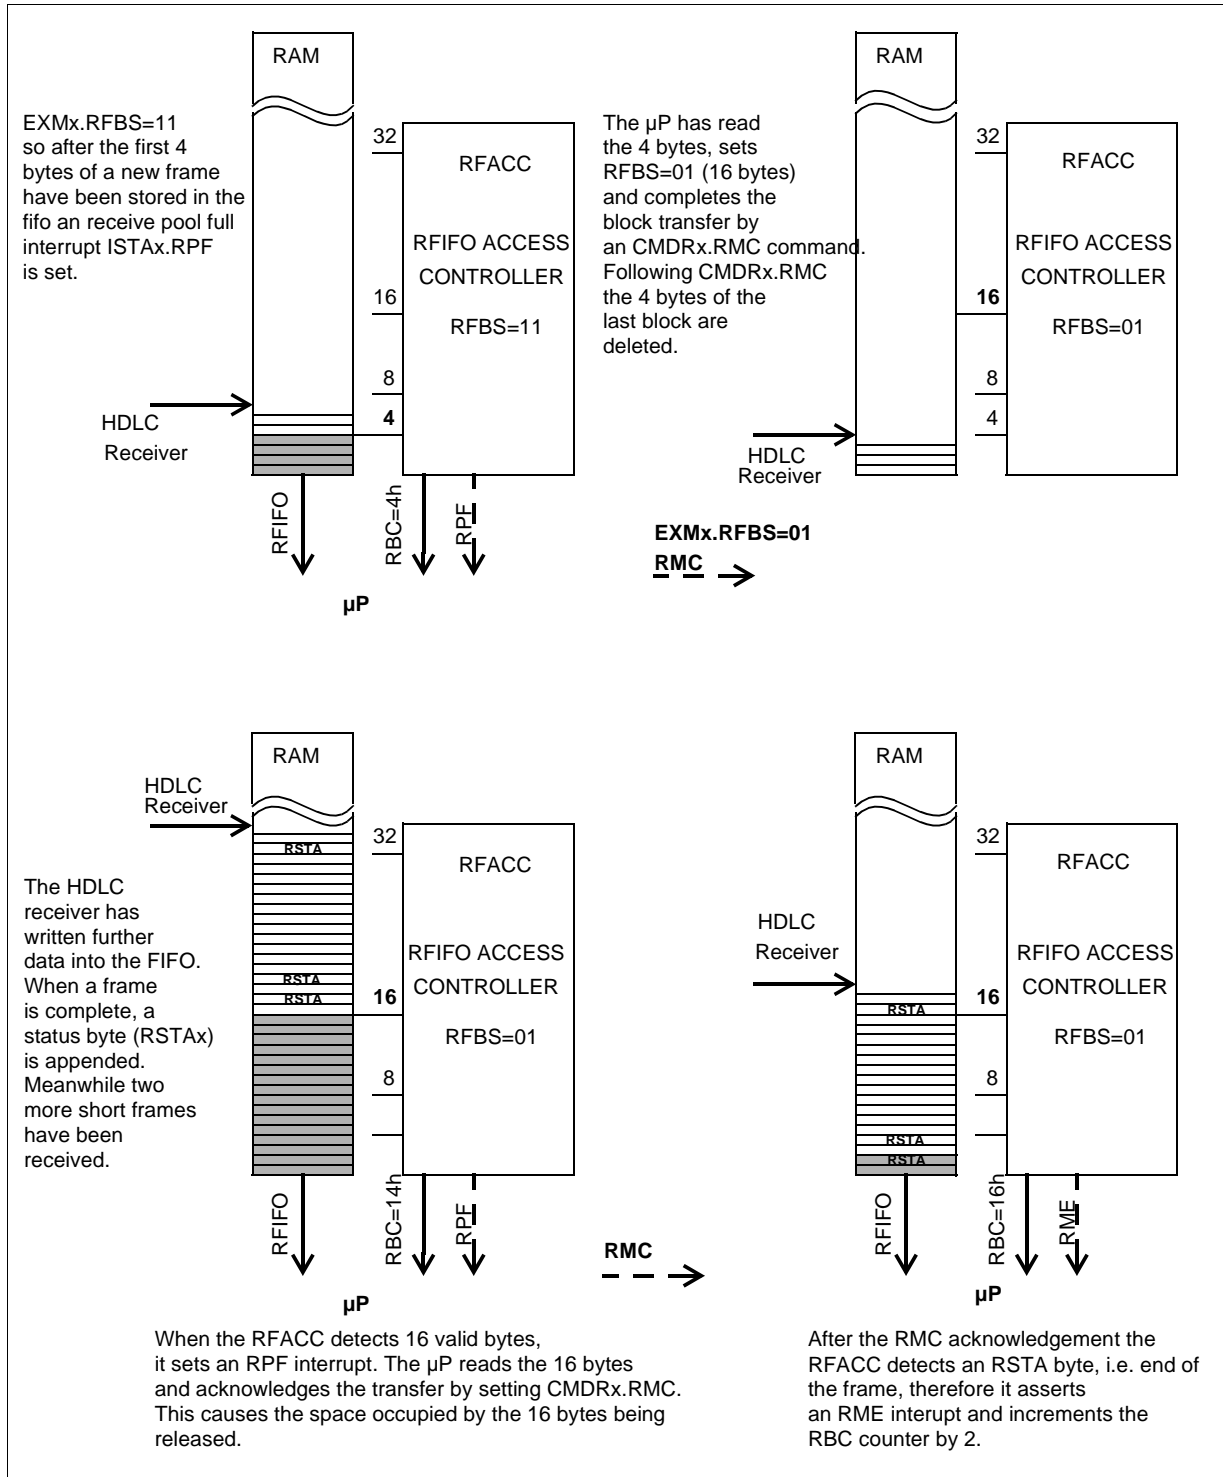 RAM
EXMx.RFBS=11
so after the first 4
bytes of a new frame
have been stored in the
fifo an receive pool full
interrupt ISTAx.RPF
is set.
32
RFACC
RFIFO ACCESS
CONTROLLER
16
RFBS=11
8
4
HDLC
Receiver
RFIFO
RBC=4h
RPF
µP
RAM
The µP has read
the 4 bytes, sets
RFBS=01 (16 bytes)
and completes the
block transfer by
an CMDRx.RMC command.
Following CMDRx.RMC
the 4 bytes of the
last block are
deleted.
32
RFACC
RFIFO ACCESS
CONTROLLER
16
RFBS=01
8
4
HDLC
Receiver
EXMx.RFBS=01
RMC
RAM
HDLC
Receiver
RSTA
32
RFACC
The HDLC
receiver has
written further
data into the FIFO.
When a frame
is complete, a
status byte (RSTAx)
is appended.
Meanwhile two
more short frames
have been
received.
RFIFO ACCESS
CONTROLLER
RSTA
RSTA
16
RFBS=01
8
RFIFO
RBC=14h
RPF
µP
RMC
When the RFACC detects 16 valid bytes,
it sets an RPF interrupt. The µP reads the 16 bytes
and acknowledges the transfer by setting CMDRx.RMC.
This causes the space occupied by the 16 bytes being
released.
RAM
32
RFACC
HDLC
Receiver
RFIFO ACCESS
CONTROLLER
16
RSTA
RFBS=01
8
RSTA
RSTA
RFIFO
RBC=16h
RME
µP
After the RMC acknowledgement the
RFACC detects an RSTA byte, i.e. end of
the frame, therefore it asserts
an RME interupt and increments the
RBC counter by 2.